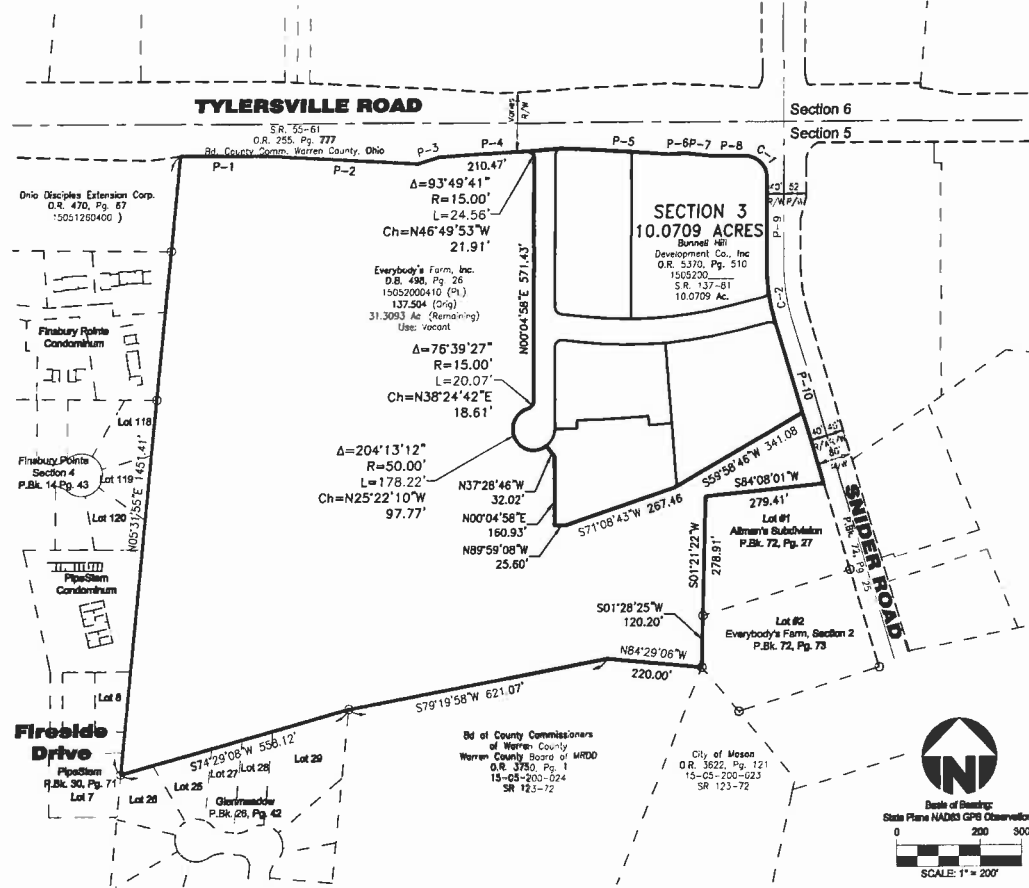 TYLERSVILLE ROAD
Varies
R/W
Section 6
Section 5
S.R. 55-61
O.R. 255, Pg. 777
Bd. County Comm. Warren County, Ohio
P-1
P-2
P-3
P-4
210.47'
P-5
P-6
P-7
P-8
C-1
Ohio Disciples Extension Corp.
O.R. 470, Pg. 67
15051260400 )
Δ=93°49'41"
R=15.00'
L=24.56'
Ch=N46°49'53"W
21.91'
40'
52
R/W
R/W
P-9
C-2
SECTION 3
10.0709 ACRES
Bunnell Hill
Development Co., Inc
O.R. 5370, Pg. 510
1505200____
S.R. 137-81
10.0709 Ac.
Everybody's Farm, Inc.
D.B. 498, Pg. 26
15052000410 (Pt.)
137.504 (Orig)
31.3093 Ac (Remaining)
Use: Vacant
N00°04'58"E 571.43'
Finsbury Pointe
Condominum
Δ=76°39'27"
R=15.00'
L=20.07'
Ch=N38°24'42"E
18.61'
P-10
Lot 118
N05°31'55"E 1451.41'
Finsbury Pointe
Section 4
P.Bk. 14 Pg. 43
Lot 119
Lot 120
Δ=204°13'12"
R=50.00'
L=178.22'
Ch=N25°22'10"W
97.77'
40'
40'
R/W
R/W
80'
R/W
N37°28'46"W
32.02'
N00°04'58"E
160.93'
N89°59'08"W
25.60'
S71°08'43"W 267.46
S59°58'46"W 341.08
S84°08'01"W
279.41'
Lot #1
Allman's Subdivision
P.Bk. 72, Pg. 27
SNIDER ROAD
P.Bk. 72, Pg. 25
S01°21'22"W
278.91'
PipeStem
Condominum
S01°28'25"W
120.20'
Lot #2
Everybody's Farm, Section 2
P.Bk. 72, Pg. 73
N84°29'06"W
220.00'
S79°19'58"W 621.07'
Lot 8
Fireside
Drive
PipeStem
P.Bk. 30, Pg. 71
Lot 7
S74°29'08"W 558.12'
Lot 26
Lot 25
Lot 27
Lot 28
Lot 29
Glenmeadow
P.Bk. 26, Pg. 42
Bd of County Commissioners
of Warren County
Warren County Board of MRDD
O.R. 3750, Pg. 1
15-05-200-024
SR 123-72
City of Mason
O.R. 3622, Pg. 121
15-05-200-023
SR 123-72
N
Basis of Bearing:
State Plane NAD83 GPS Observation
0 200 300
SCALE: 1" = 200'